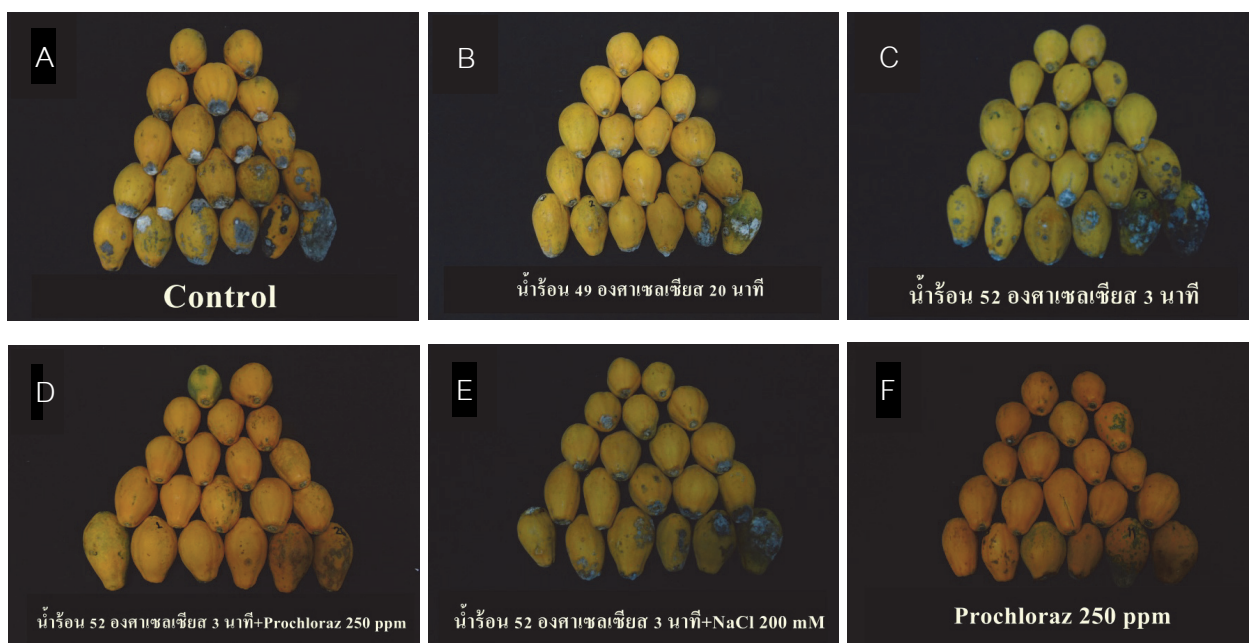 A
Control
B
น้ำร้อน 49 องศาเซลเซียส 20 นาที
C
น้ำร้อน 52 องศาเซลเซียส 3 นาที
D
น้ำร้อน 52 องศาเซลเซียส 3 นาที+Prochloraz 250 ppm
E
น้ำร้อน 52 องศาเซลเซียส 3 นาที+NaCl 200 mM
F
Prochloraz 250 ppm